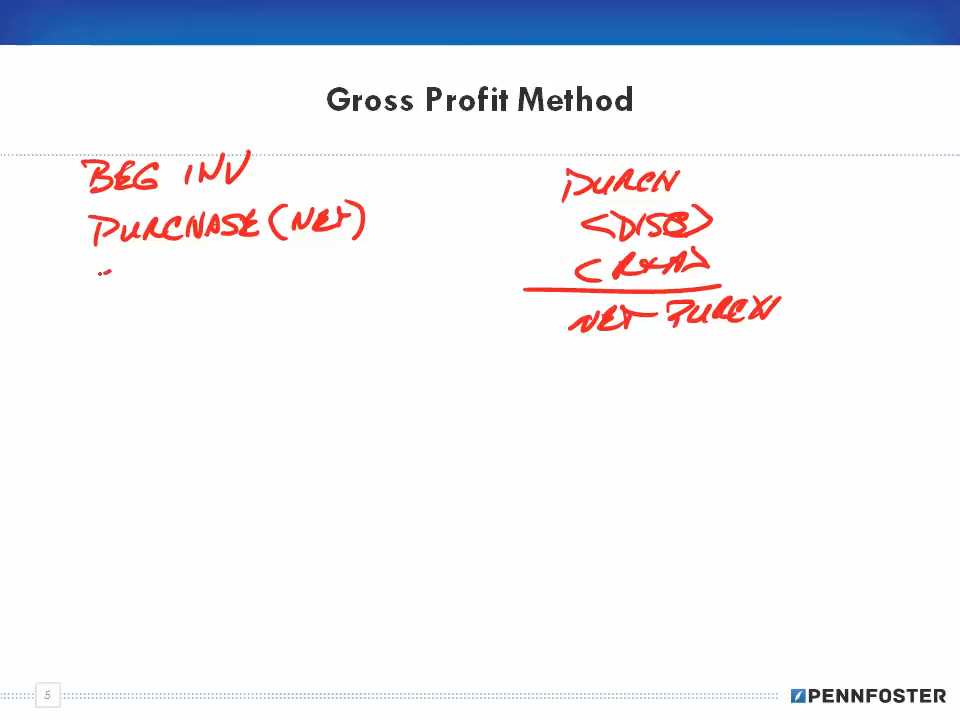 Gross Profit Method
BEG INV
PURCHASE (NET)
PURCH
<DISC>
<R+A>
NET PURCH
5
PENNFOSTER